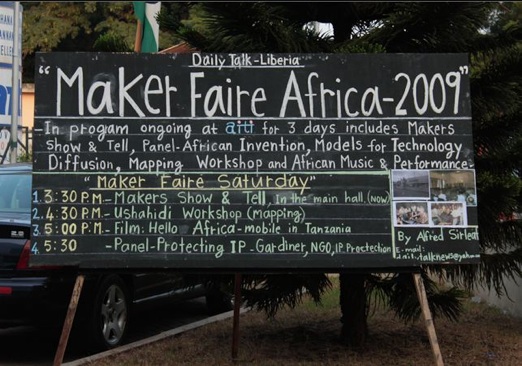 Daily Talk-Liberia
"Maker Faire Africa-2009"
-In program ongoing at aiti for 3 days includes Makers
Show & Tell, Panel-African Invention, Models for Technology
Diffusion, Mapping Workshop and African Music & Performance.
"Maker Faire Saturday"
1. 3:30 P.M.- Makers Show & Tell, in the main hall, (now)
2. 4:30 P.M.- Ushahidi Workshop (Mapping)
3. 5:00 P.M.- Film: Hello Africa-mobile in Tanzania
4. 5:30 -Panel-Protecting IP-Gardiner, NGO, IP Proctection
By Alfred Sirleaf
E-mail: